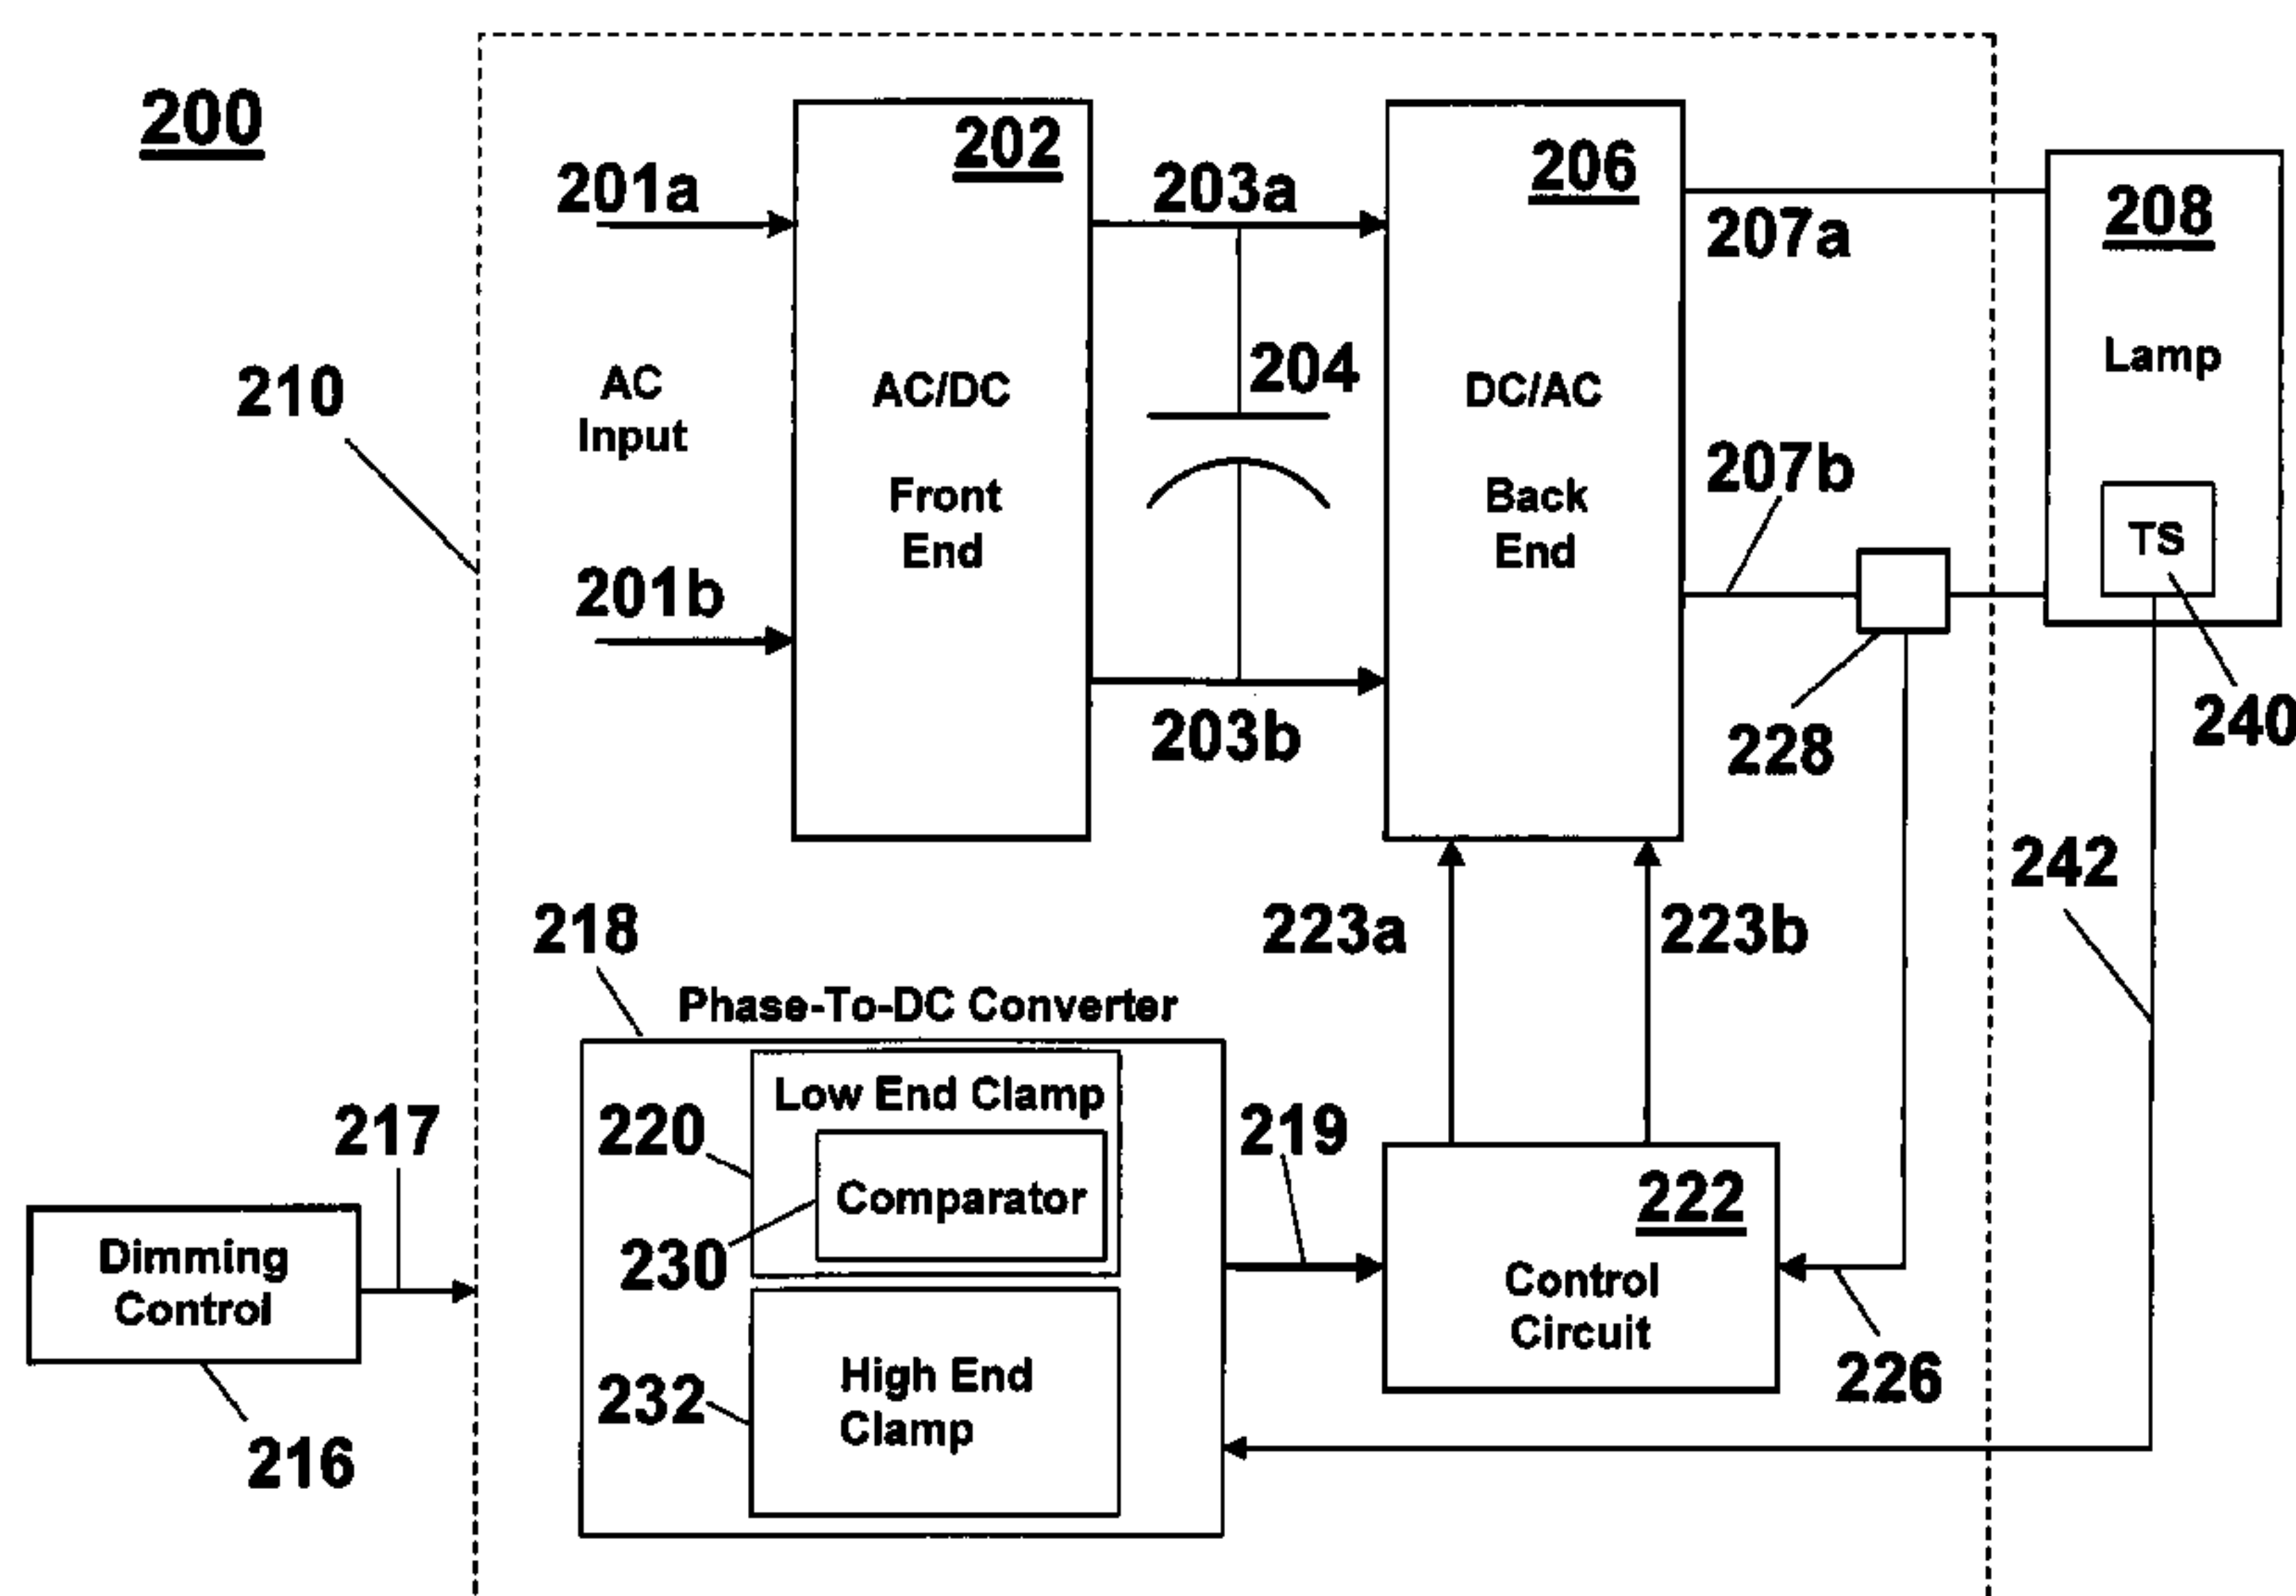 200
202
206
208
201a
203a
207a
Lamp
204
210
AC
Input
AC/DC
DC/AC
207b
Front
End
Back
End
TS
201b
203b
228
240
242
218
223a
223b
Phase-To-DC Converter
Low End Clamp
217
220
219
Comparator
222
230
Dimming
Control
Control
Circuit
High End
Clamp
232
226
216